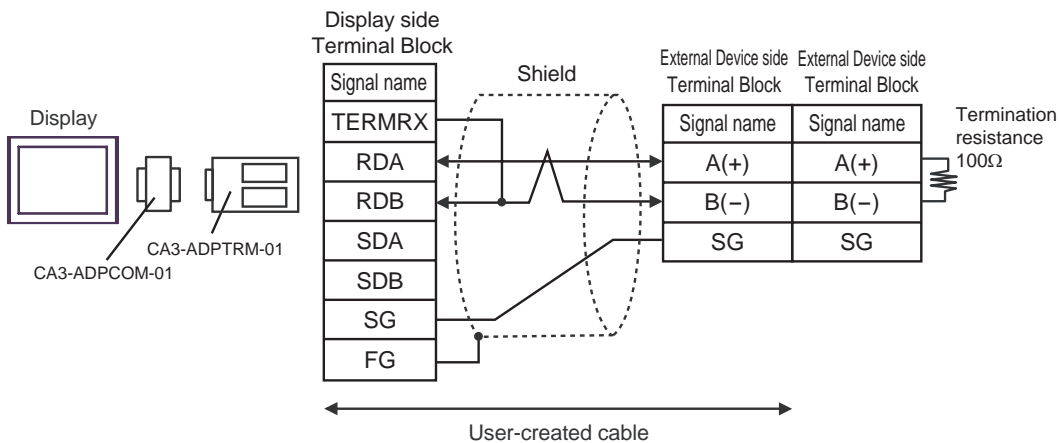 Display
CA3-ADPCOM-01
CA3-ADPTRM-01
Display side
Terminal Block
Signal name
TERMRX
RDA
RDB
SDA
SDB
SG
FG
Shield
External Device side
Terminal Block
Signal name
A(+)
B(−)
SG
External Device side
Terminal Block
Signal name
A(+)
B(−)
SG
Termination
resistance
100Ω
User-created cable